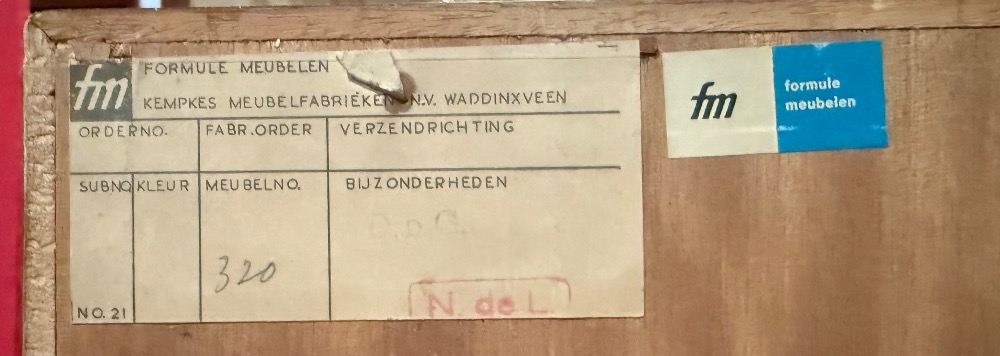 fm
FORMULE MEUBELEN
KEMPKES MEUBELFABRIEKEN N.V. WADDINXVEEN
ORDERNO.
FABR.ORDER
VERZENDRICHTING
SUBNO
KLEUR
MEUBELNO.
BIJZONDERHEDEN
D.D G.
320
N. de L.
NO. 21
fm
formule
meubelen